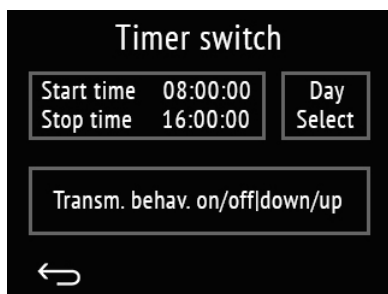 Timer switch
Start time 08:00:00
Stop time 16:00:00
Day
Select
Transm. behav. on/off|down/up